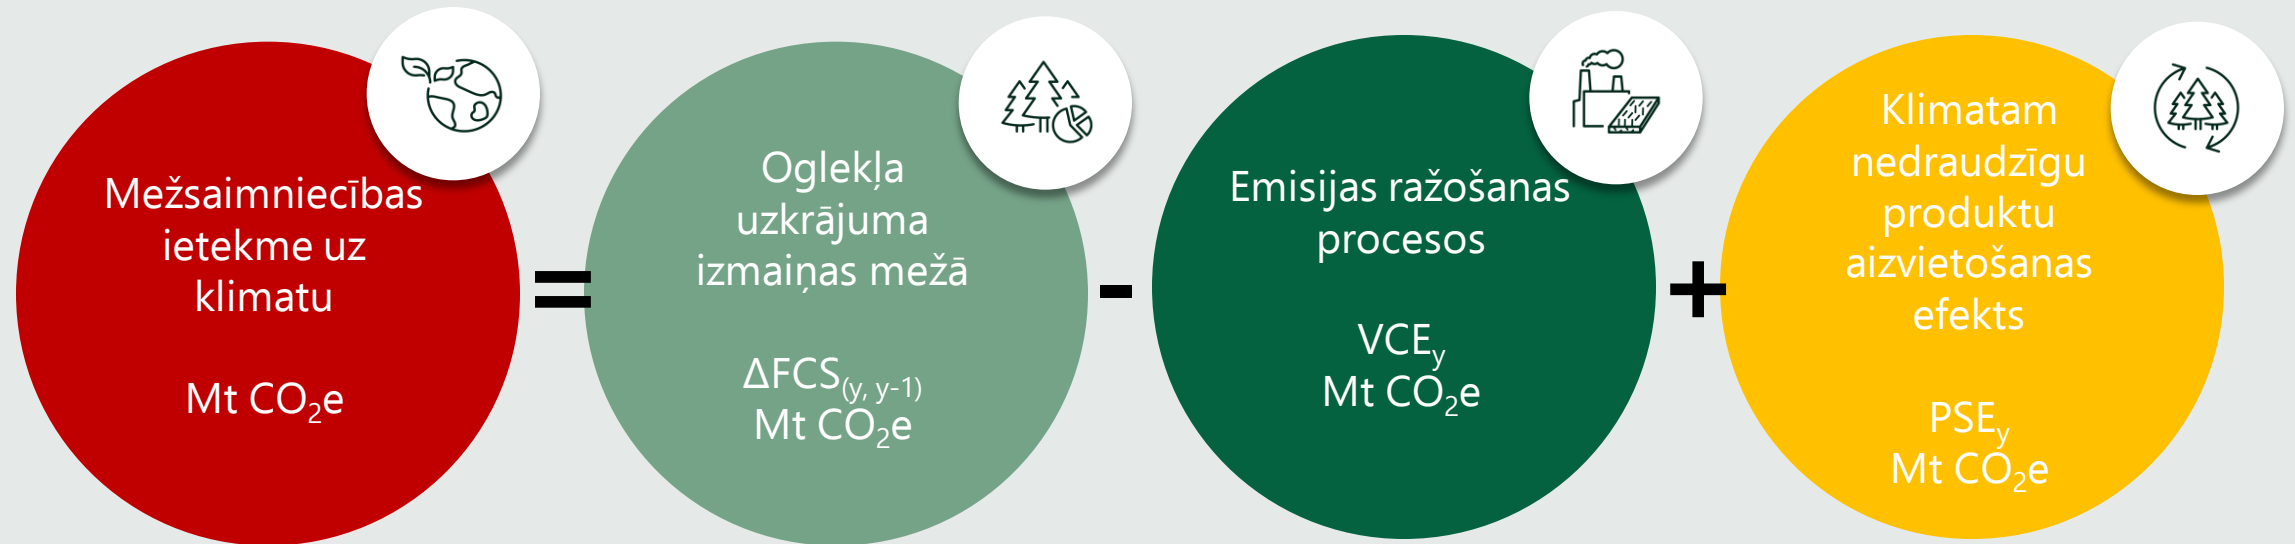 Mežsaimniecības
ietekme uz
klimatu
Mt CO₂e
=
Oglekļa
uzkrājuma
izmaiņas mežā
ΔFCS₍y, y-1₎
Mt CO₂e
-
Emisijas ražošanas
procesos
VCEy
Mt CO₂e
+
Klimatam
nedraudzīgu
produktu
aizvietošanas
efekts
PSEy
Mt CO₂e